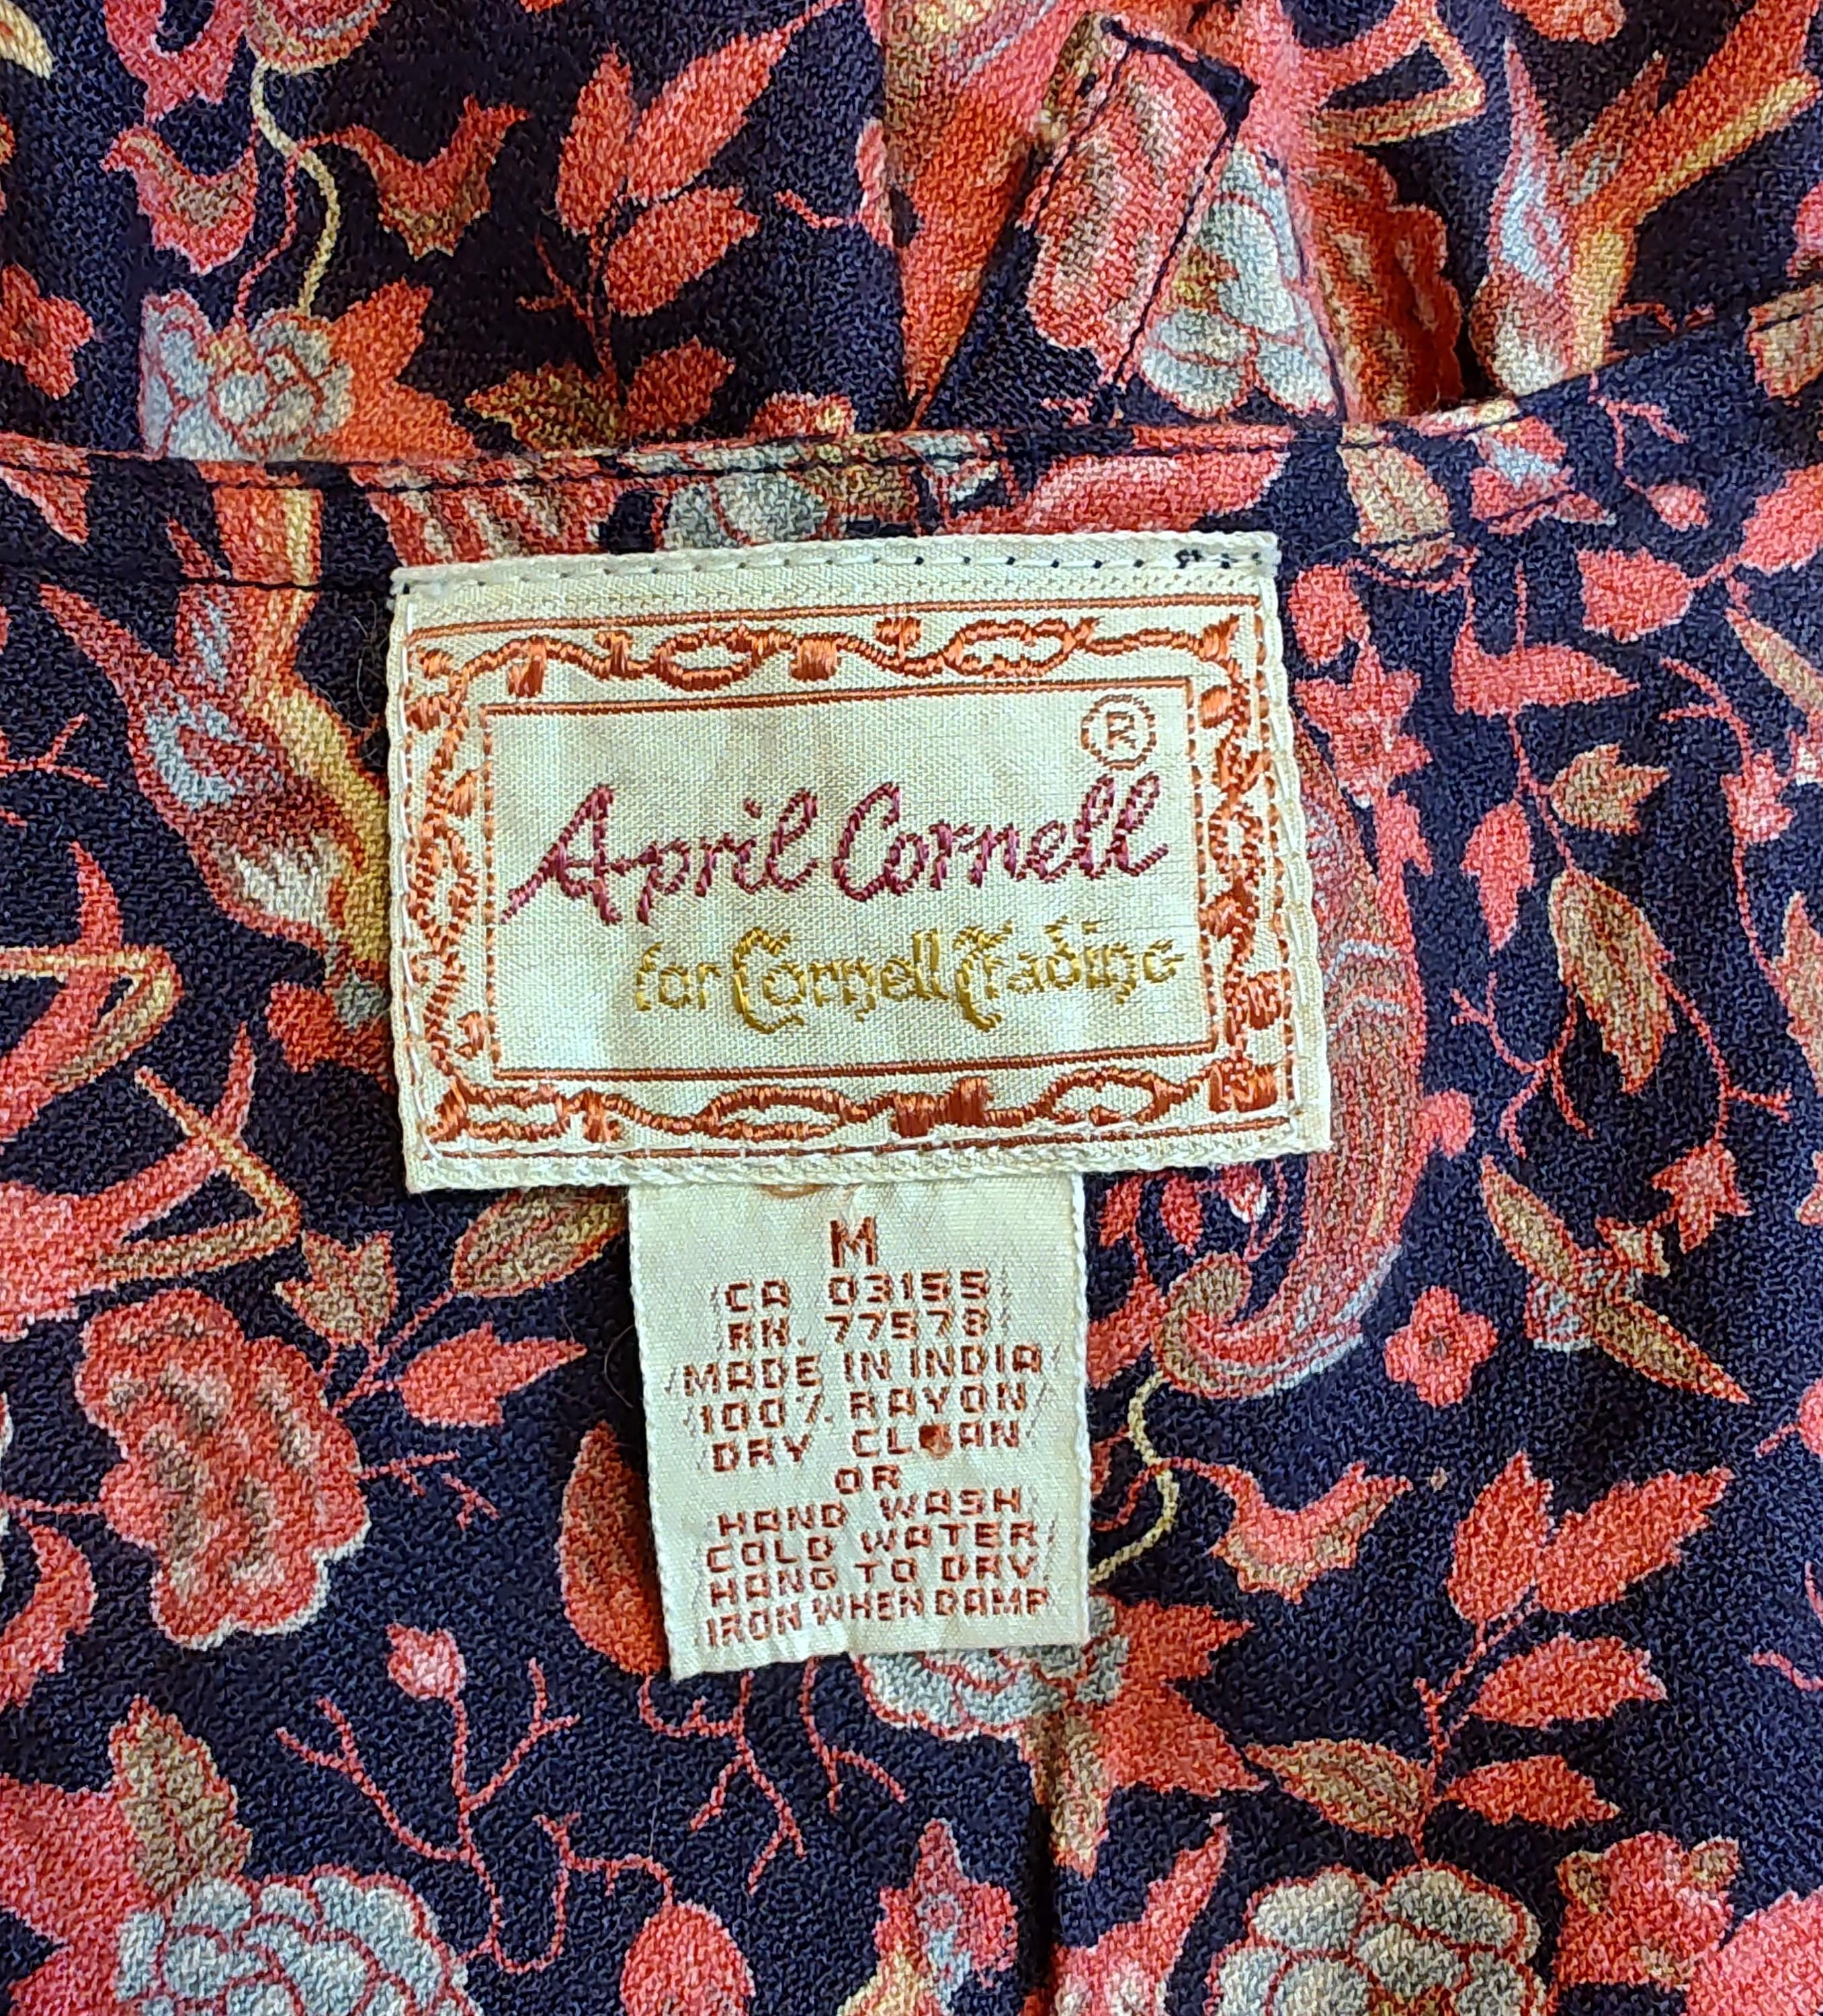 ®
April Cornell
for Cornell Trading
M
CA 03155
RN. 77578
MADE IN INDIA
100% RAYON
DRY CLEAN
OR
HAND WASH
COLD WATER
HANG TO DRY.
IRON WHEN DAMP